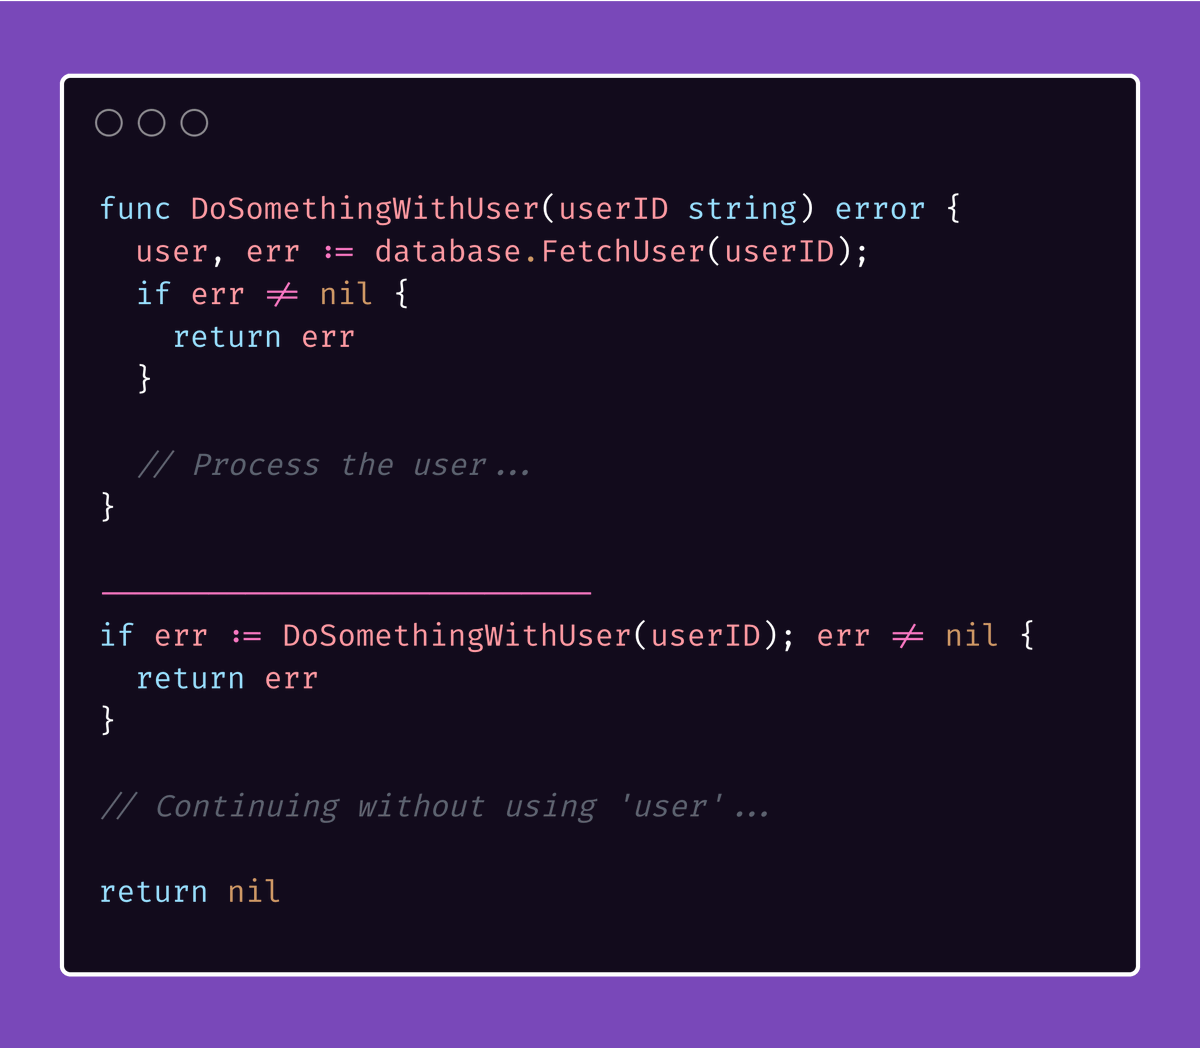 func DoSomethingWithUser(userID string) error {
  user, err := database.FetchUser(userID);
  if err != nil {
    return err
  }

  // Process the user...
}

if err := DoSomethingWithUser(userID); err != nil {
  return err
}

// Continuing without using 'user'...

return nil